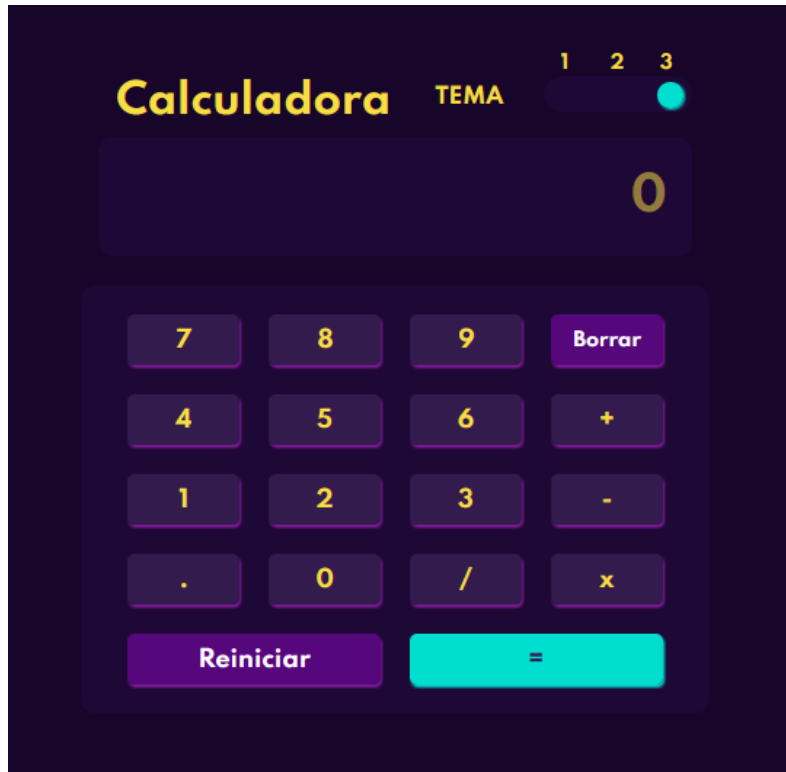 1 2 3
Calculadora TEMA
0
7 8 9 Borrar
4 5 6 +
1 2 3 -
. 0 / x
Reiniciar =